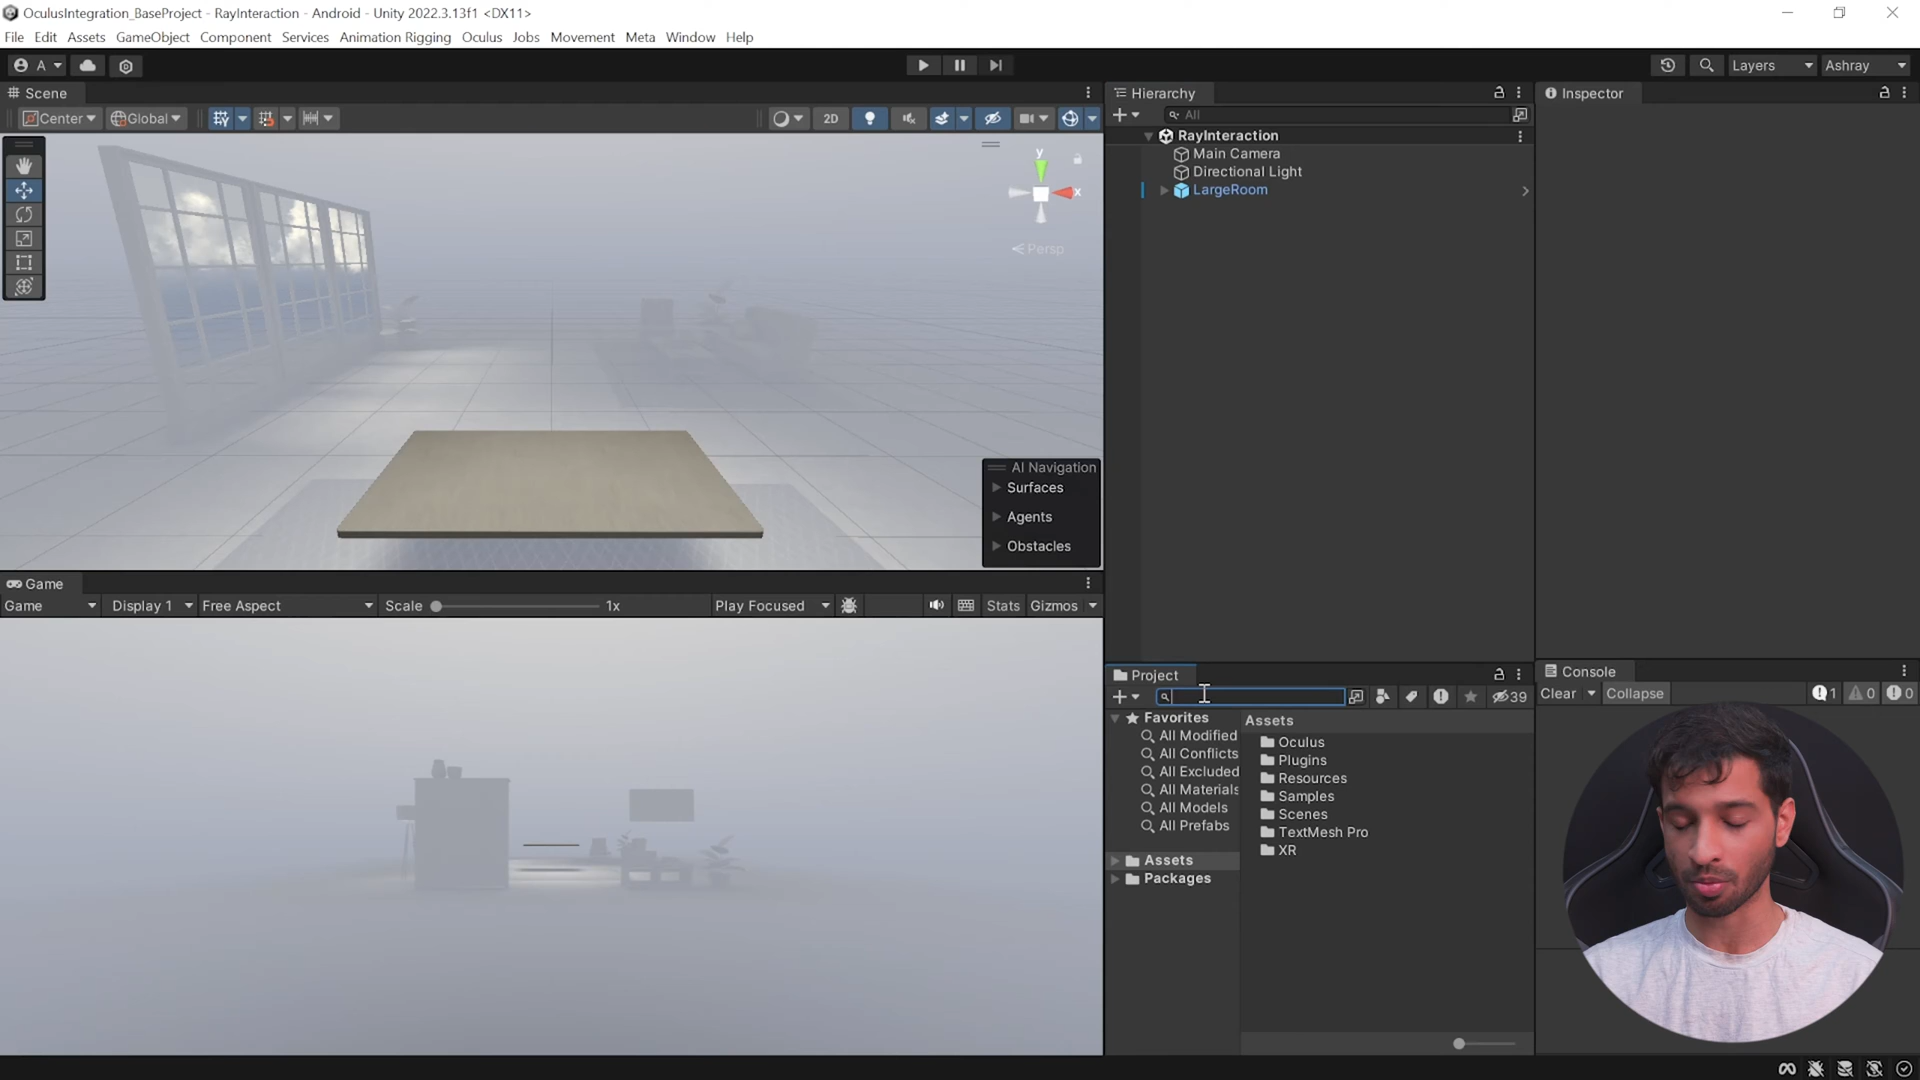 OculusIntegration_BaseProject - RayInteraction - Android - Unity 2022.3.13f1 <DX11>
File Edit Assets GameObject Component Services Animation Rigging Oculus Jobs Movement Meta Window Help
A Layers Ashray
Scene
Center Global 2D
y
x
Persp
AI Navigation
Surfaces
Agents
Obstacles
Game
Game Display 1 Free Aspect Scale 1x Play Focused Stats Gizmos
Hierarchy
All
RayInteraction
Main Camera
Directional Light
LargeRoom
Inspector
Project
39
Favorites
All Modified
All Conflicts
All Excluded
All Materials
All Models
All Prefabs
Assets
Packages
Assets
Oculus
Plugins
Resources
Samples
Scenes
TextMesh Pro
XR
Console
Clear Collapse 1 0 0